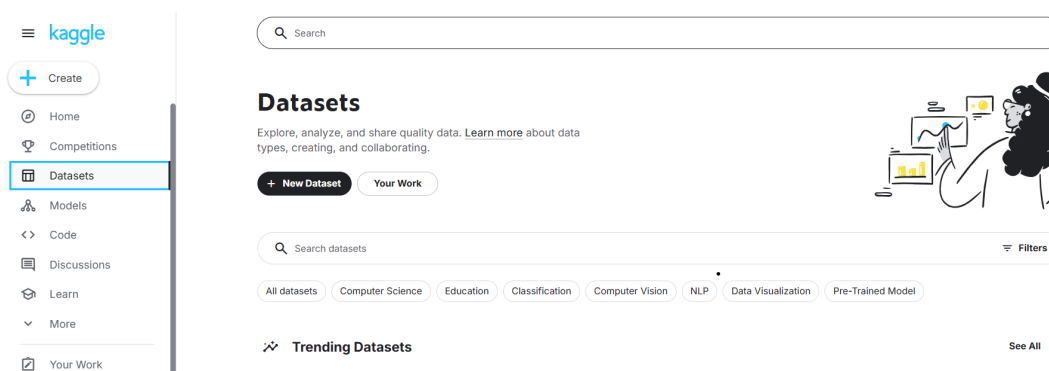 kaggle
Create
Home
Competitions
Datasets
Models
Code
Discussions
Learn
More
Your Work
Search
Datasets
Explore, analyze, and share quality data. Learn more about data
types, creating, and collaborating.
+ New Dataset Your Work
Search datasets Filters
All datasets Computer Science Education Classification Computer Vision NLP Data Visualization Pre-Trained Model
Trending Datasets See All